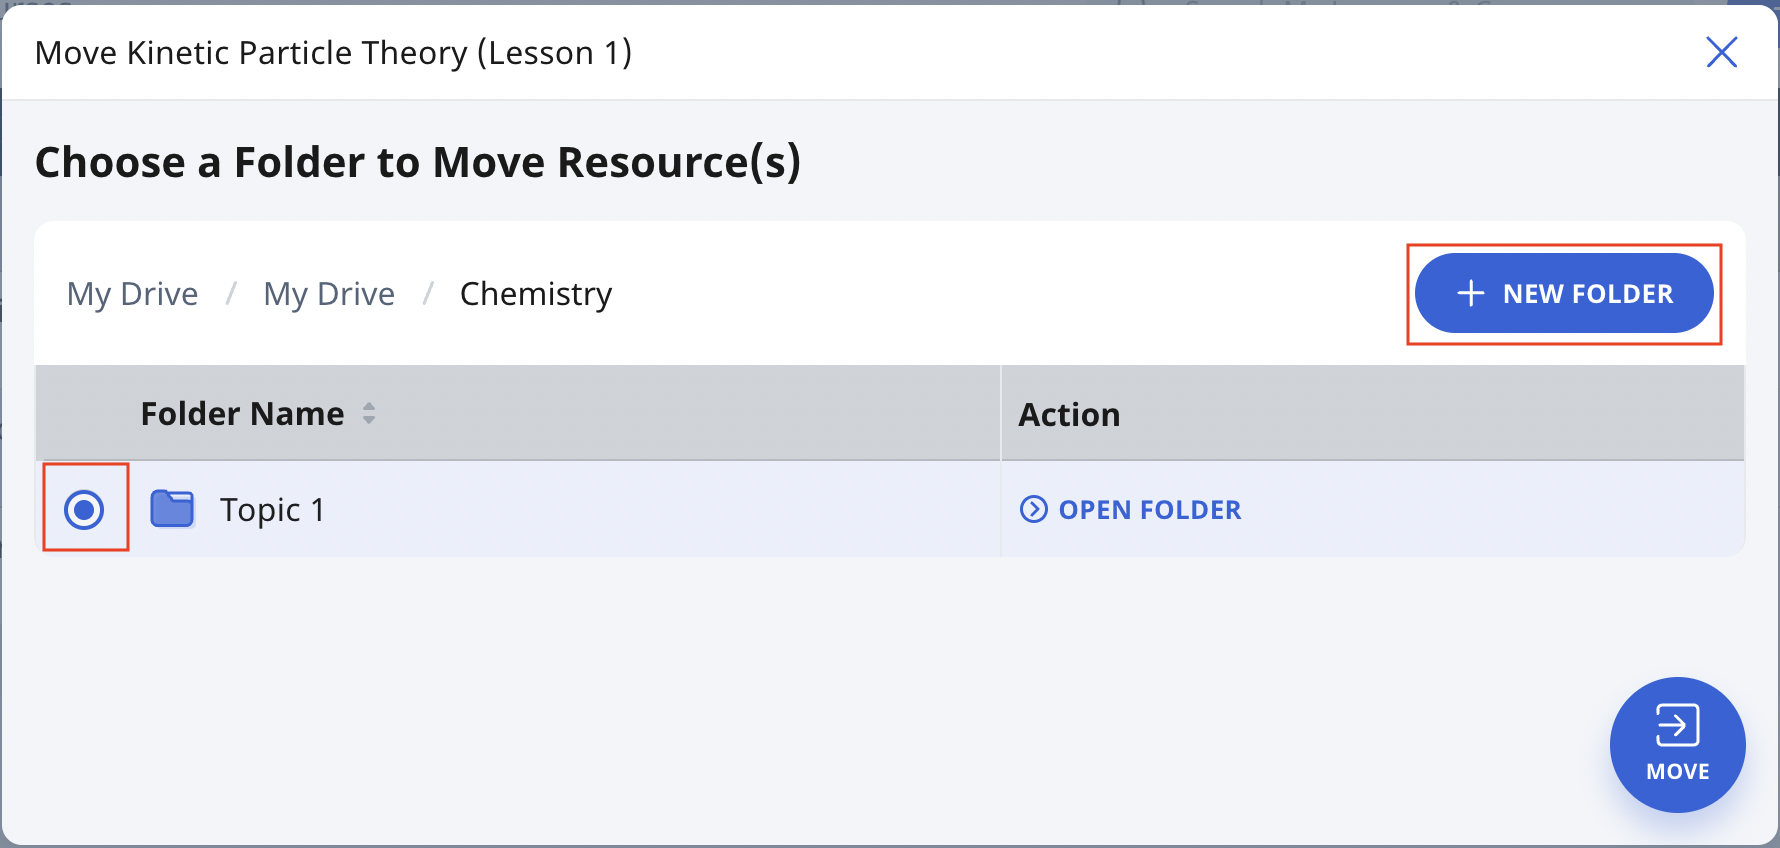 Move Kinetic Particle Theory (Lesson 1)
Choose a Folder to Move Resource(s)
My Drive / My Drive / Chemistry
NEW FOLDER
Folder Name Action
Topic 1 OPEN FOLDER
MOVE